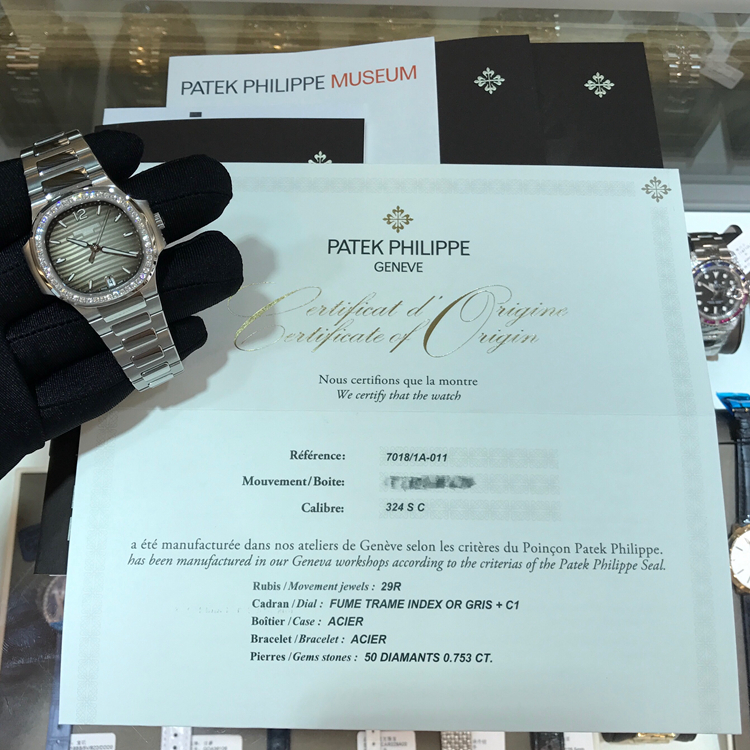 PATEK PHILIPPE MUSEUM
PATEK PHILIPPE
GENEVE
Certificat d'Origine
Certificate of Origin
Nous certifions que la montre
We certify that the watch
Référence: 7018/1A-011
Mouvement/Boite:
Calibre: 324 S C
a été manufacturée dans nos ateliers de Genève selon les critères du Poinçon Patek Philippe.
has been manufactured in our Geneva workshops according to the criterias of the Patek Philippe Seal.
Rubis / Movement jewels : 29R
Cadran / Dial : FUME TRAME INDEX OR GRIS + C1
Boîtier / Case : ACIER
Bracelet / Bracelet : ACIER
Pierres / Gems stones : 50 DIAMANTS 0.753 CT.